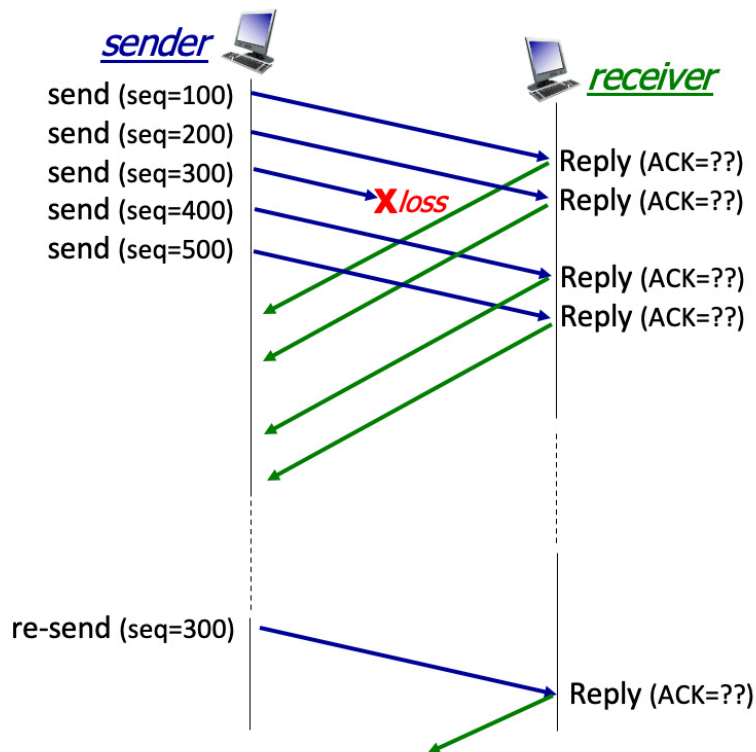 sender
receiver
send (seq=100)
send (seq=200)
Reply (ACK=??)
send (seq=300)
X loss
Reply (ACK=??)
send (seq=400)
send (seq=500)
Reply (ACK=??)
Reply (ACK=??)
re-send (seq=300)
Reply (ACK=??)